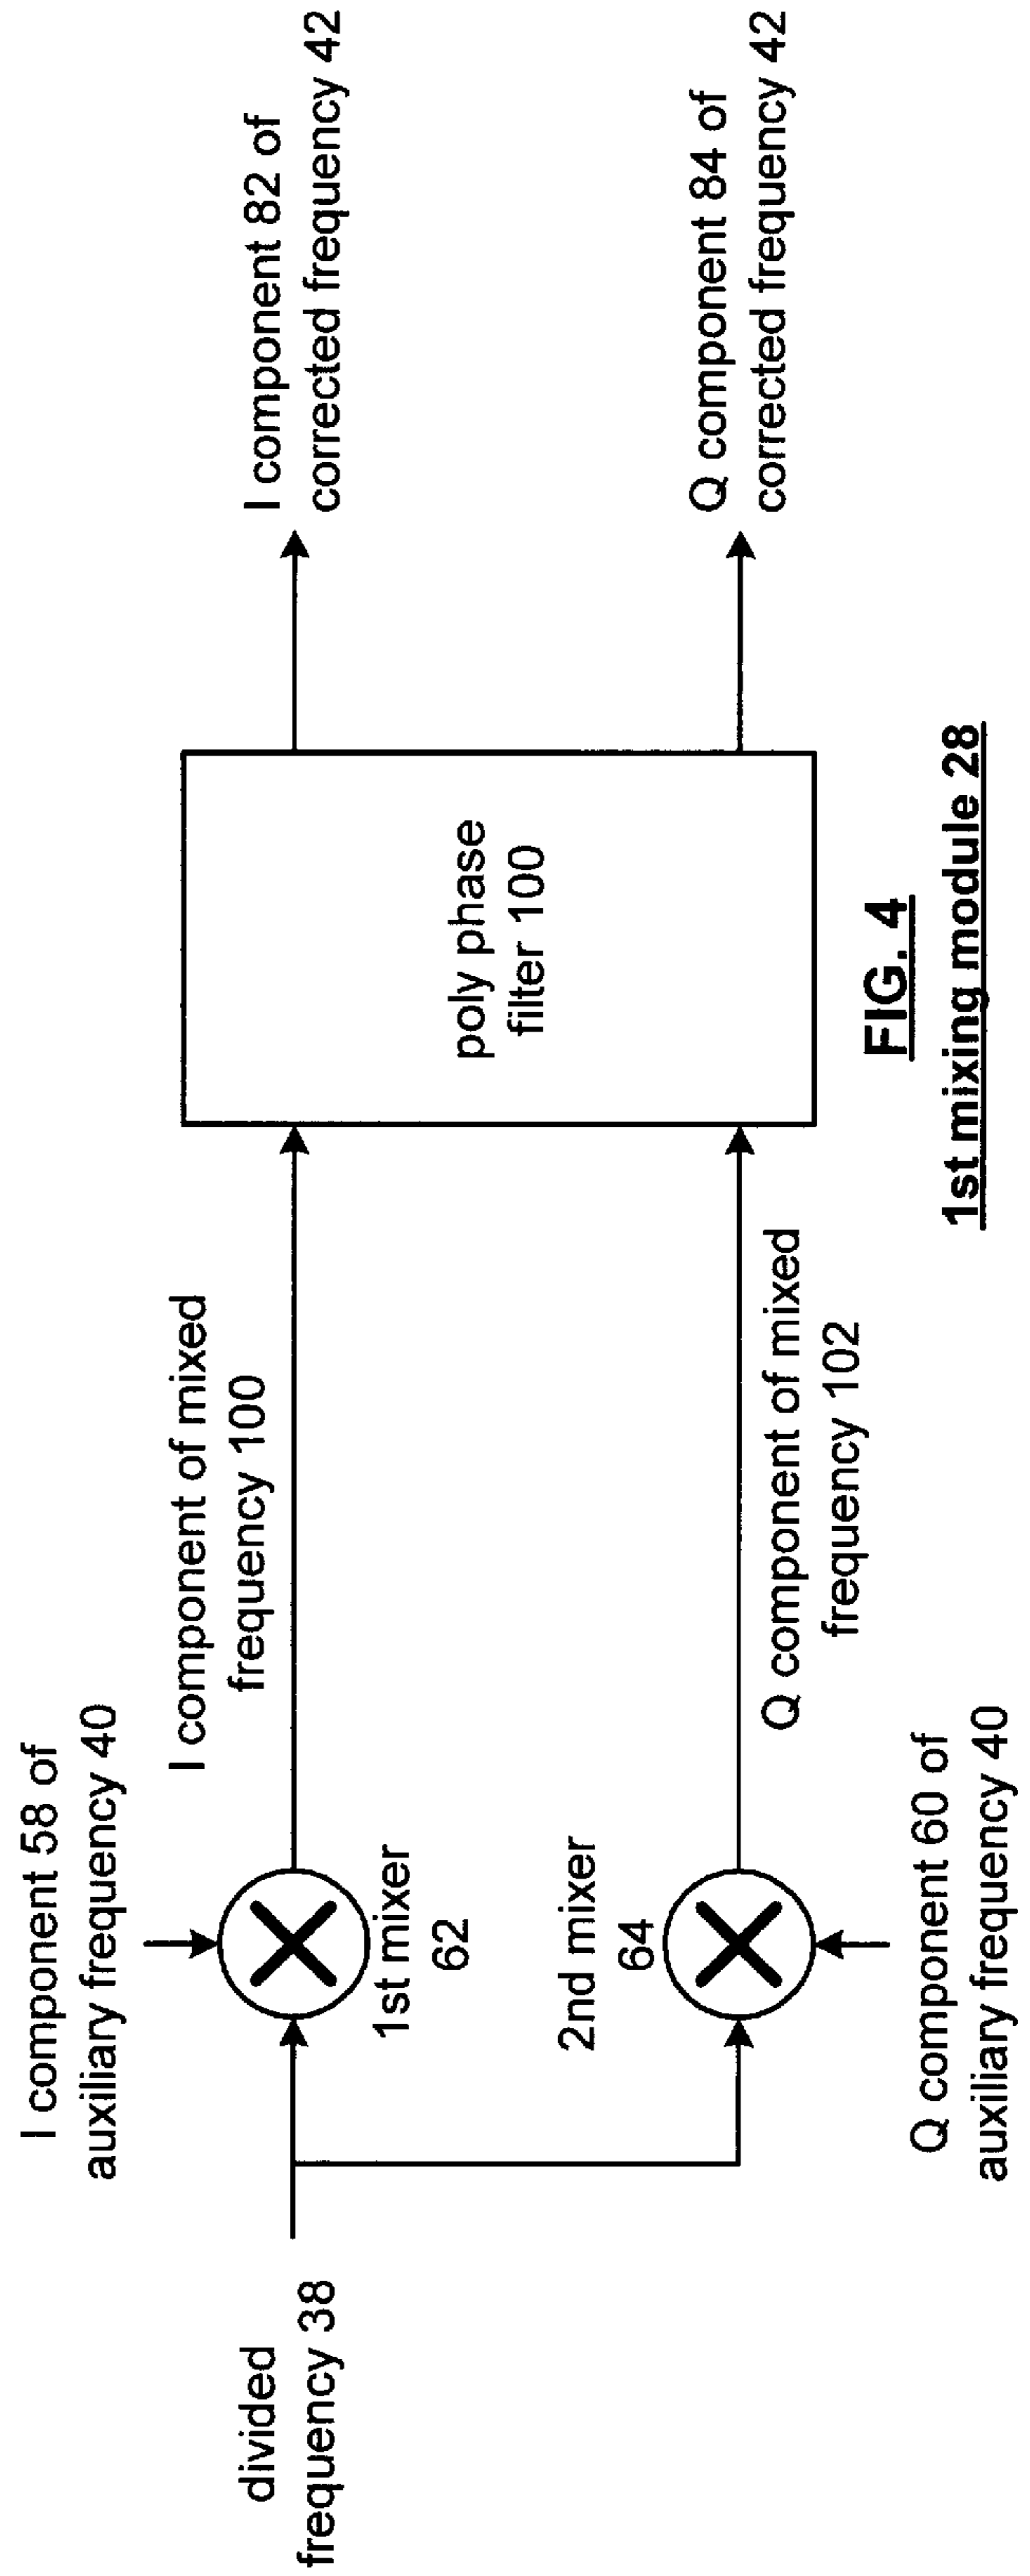 divided
frequency 38
I component 58 of
auxiliary frequency 40
1st mixer
62
2nd mixer
64
Q component 60 of
auxiliary frequency 40
I component of mixed
frequency 100
Q component of mixed
frequency 102
poly phase
filter 100
I component 82 of
corrected frequency 42
Q component 84 of
corrected frequency 42
FIG. 4
1st mixing module 28